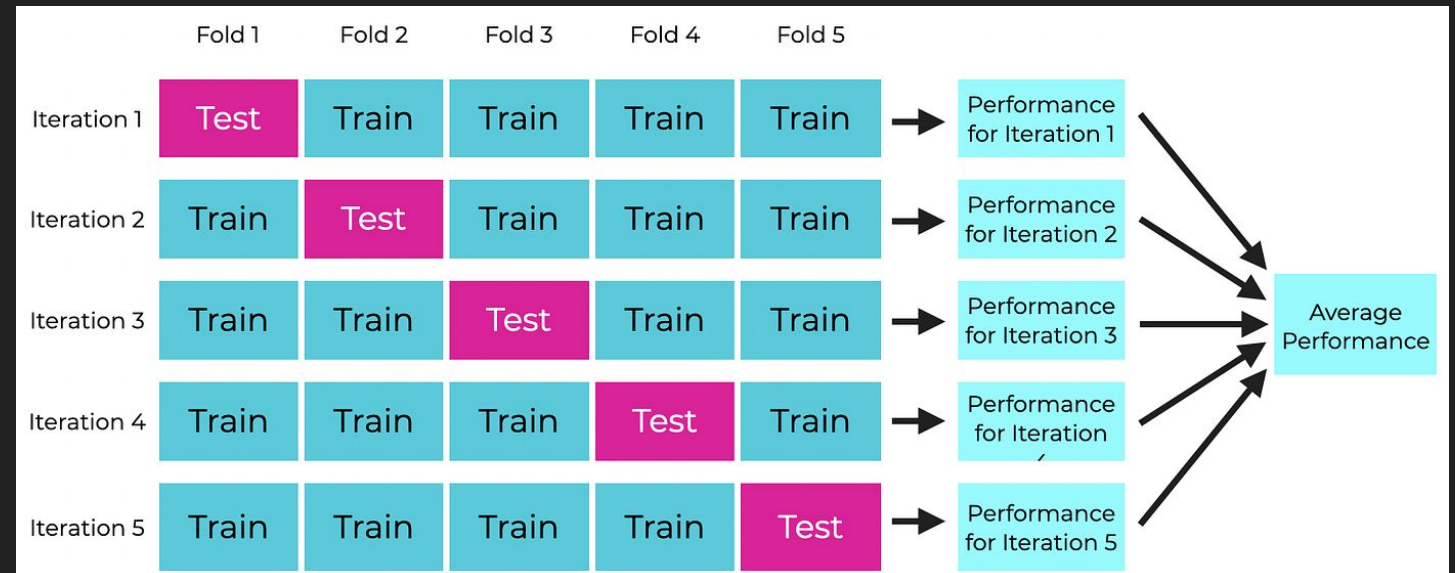 Fold 1 Fold 2 Fold 3 Fold 4 Fold 5
Iteration 1 Test Train Train Train Train
Performance
for Iteration 1
Iteration 2 Train Test Train Train Train
Performance
for Iteration 2
Iteration 3 Train Train Test Train Train
Performance
for Iteration 3
Average
Performance
Iteration 4 Train Train Train Test Train
Performance
for Iteration
Iteration 5 Train Train Train Train Test
Performance
for Iteration 5